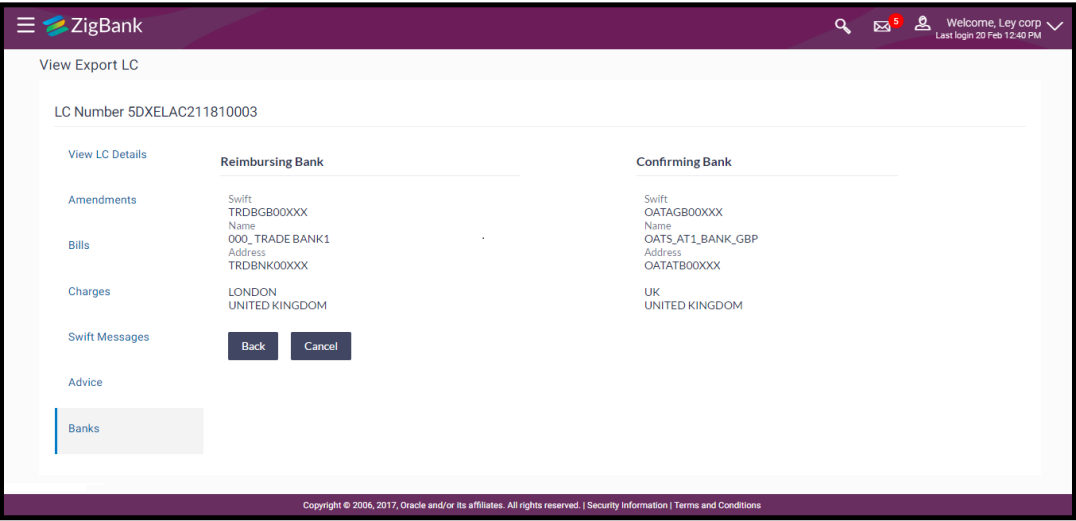 ZigBank
5
Welcome, Ley corp
Last login 20 Feb 12:40 PM
View Export LC
LC Number 5DXELAC211810003
View LC Details
Amendments
Bills
Charges
Swift Messages
Advice
Banks
Reimbursing Bank
Swift
TRDBGB00XXX
Name
000_ TRADE BANK1
Address
TRDBNK00XXX
LONDON
UNITED KINGDOM
Back
Cancel
Confirming Bank
Swift
OATAGB00XXX
Name
OATS_AT1_BANK_GBP
Address
OATATB00XXX
UK
UNITED KINGDOM
Copyright © 2006, 2017, Oracle and/or its affiliates. All rights reserved. | Security Information | Terms and Conditions